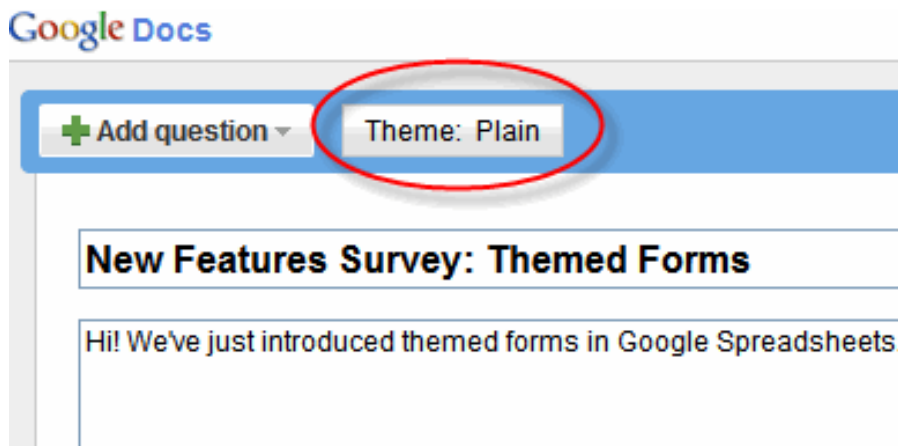 Google Docs
Add question
Theme: Plain
New Features Survey: Themed Forms
Hi! We've just introduced themed forms in Google Spreadsheets.